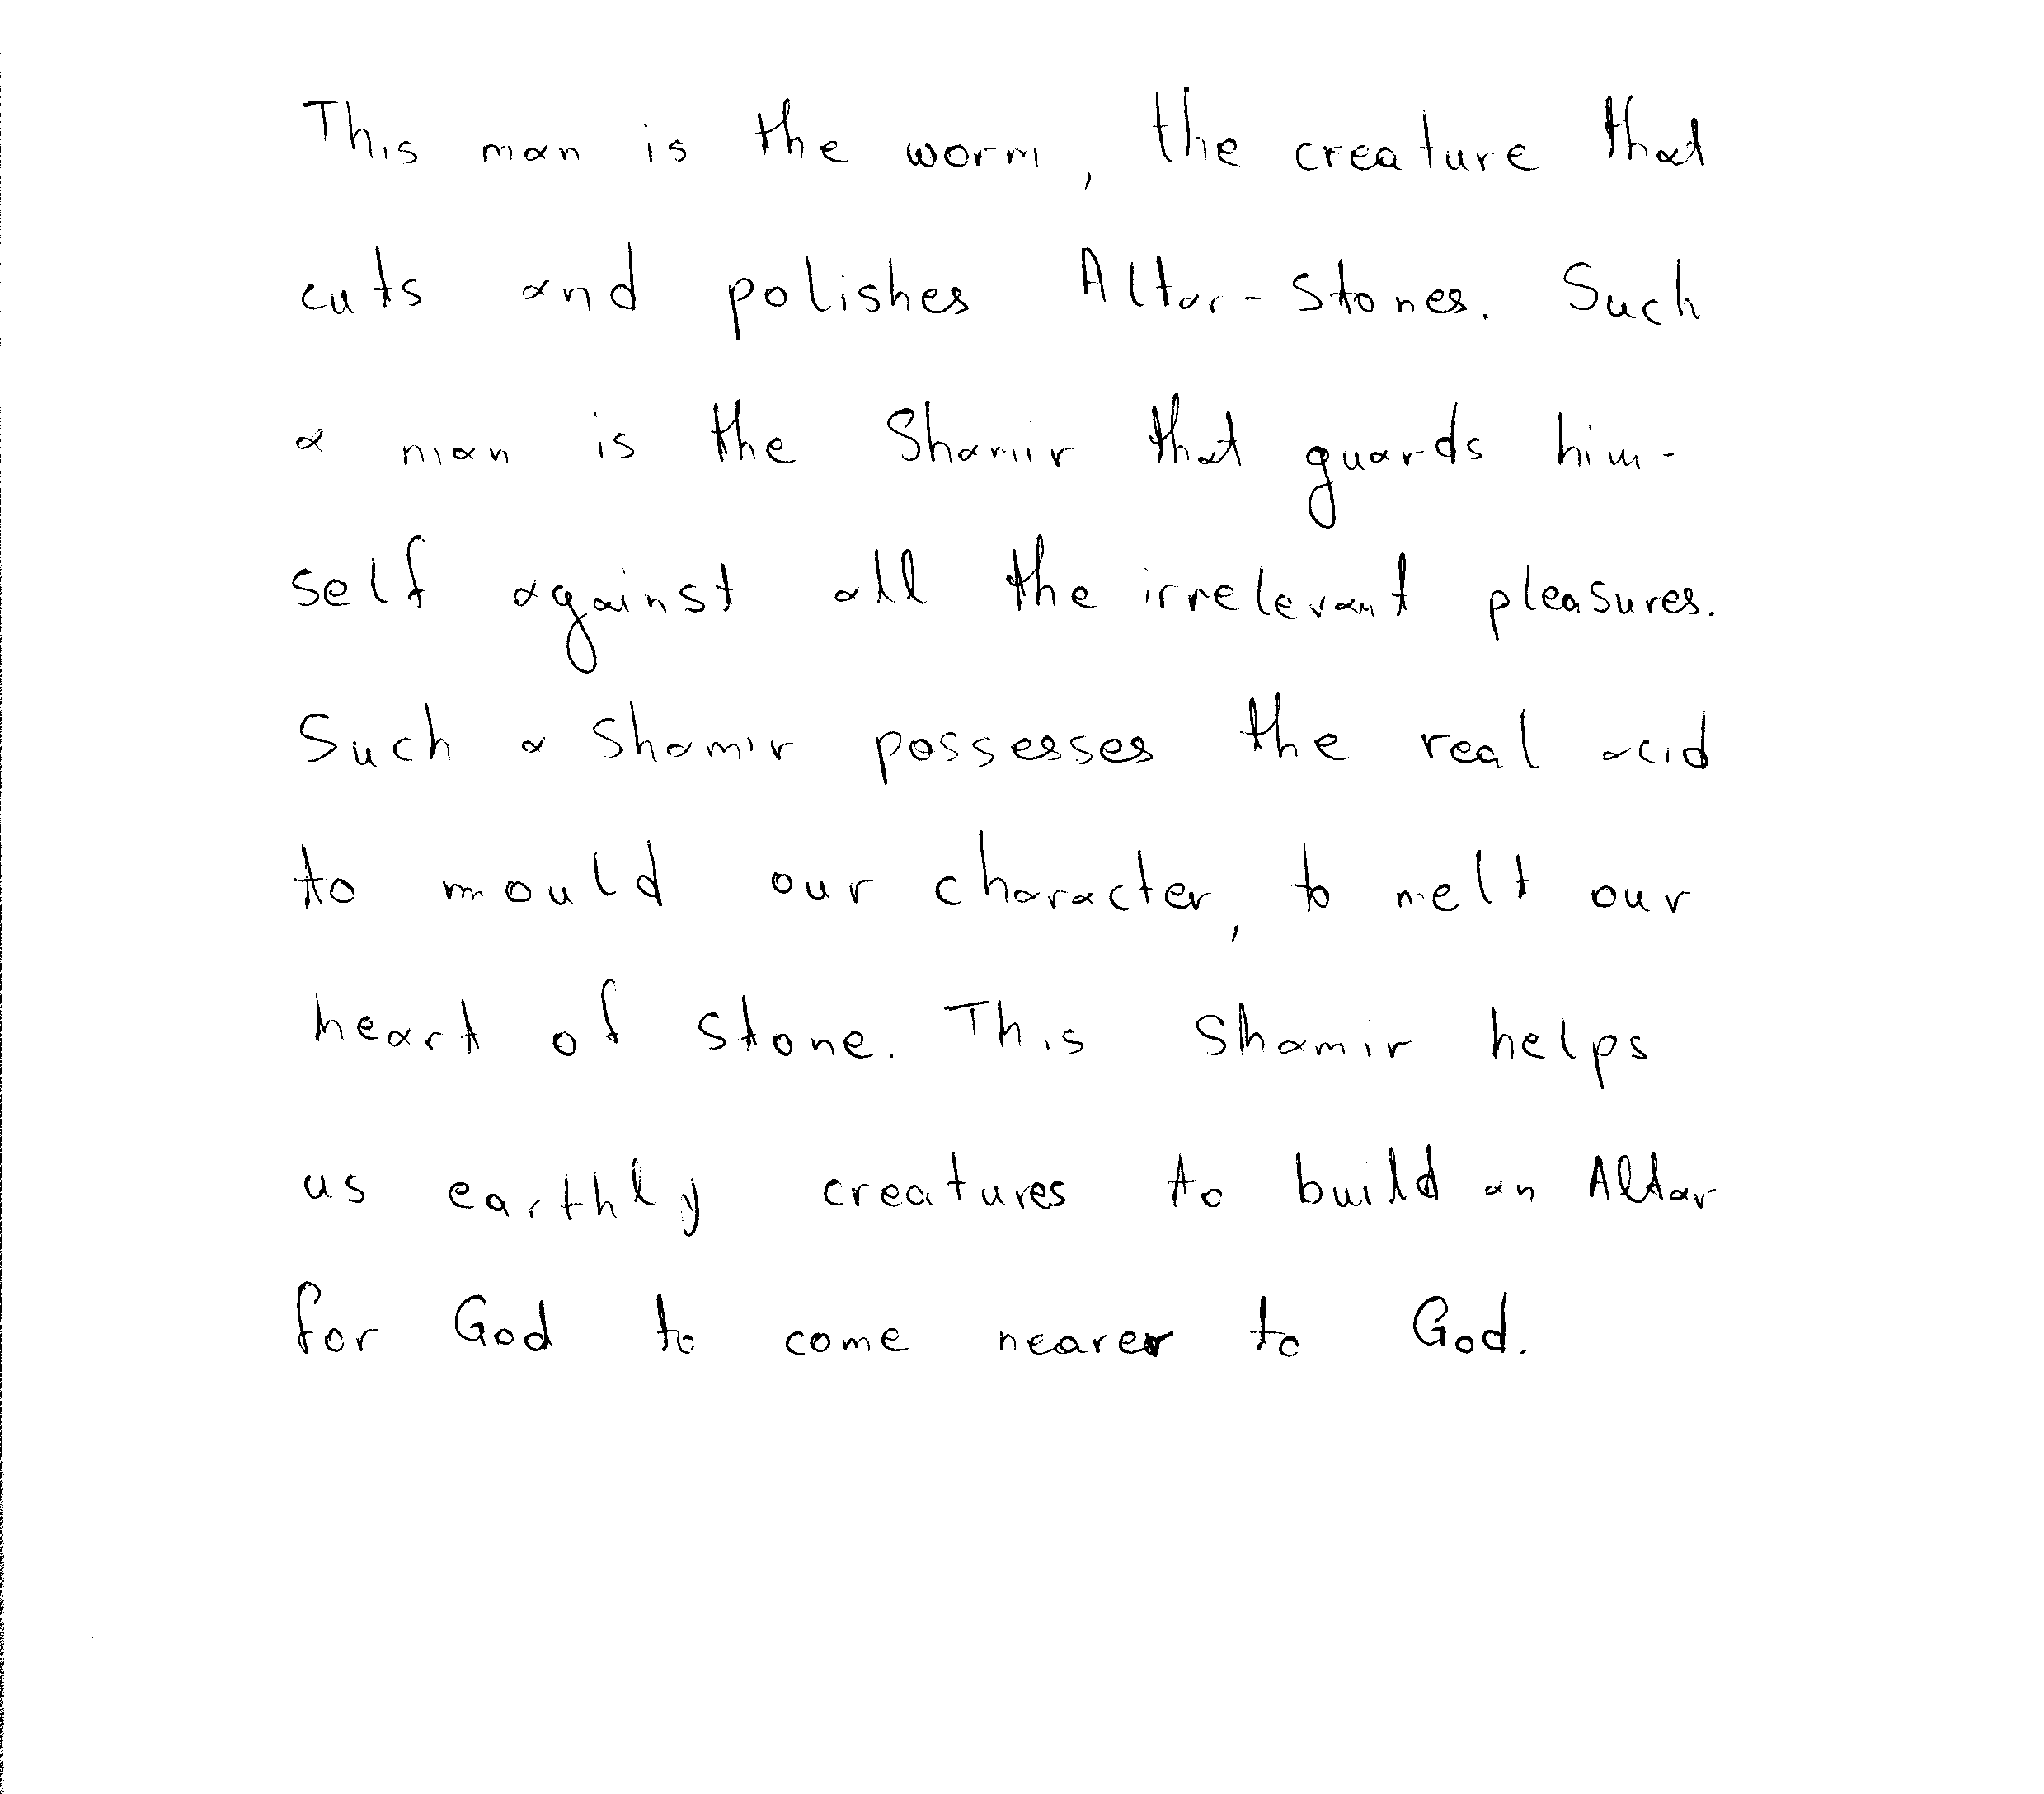 This man is the worm, the creature that
cuts and polishes Altar-Stones. Such
a man is the Shamir that guards him-
self against all the irrelevant pleasures.
Such a Shamir possesses the real acid
to mould our character, to melt our
heart of stone. This Shamir helps
us earthly creatures to build an Altar
for God to come nearer to God.